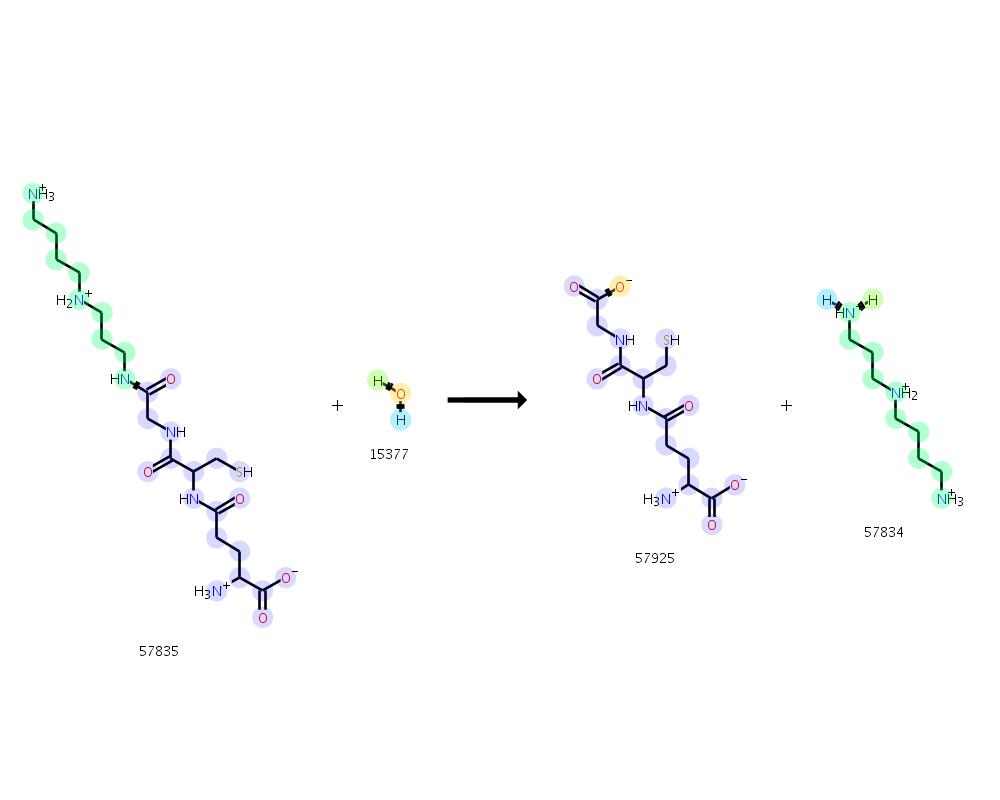 NH3+
H2N+
HN
O
NH
O
SH
HN
O
H3N+
O-
O
57835
+
H
O
H
15377
O
O-
NH
SH
O
HN
O
H3N+
O-
O
57925
+
H
H
HN+
NH2+
NH3+
57834